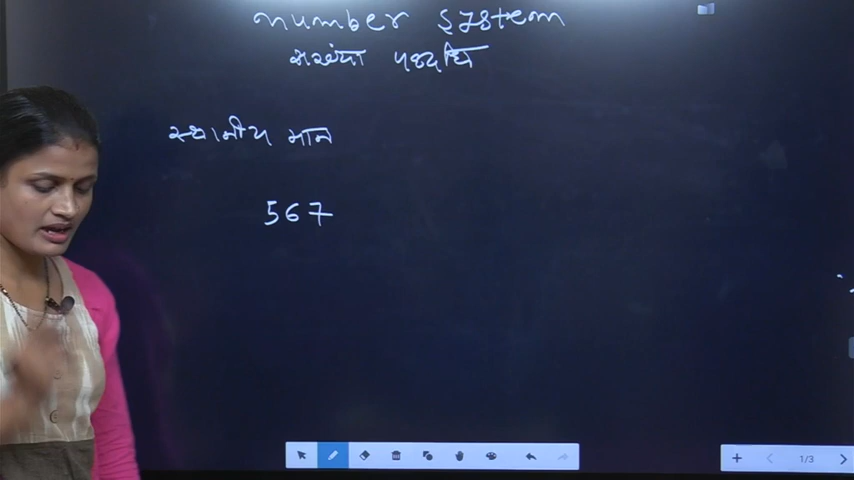 number system
संख्या पद्धति
स्थानीय मान
567
1/3